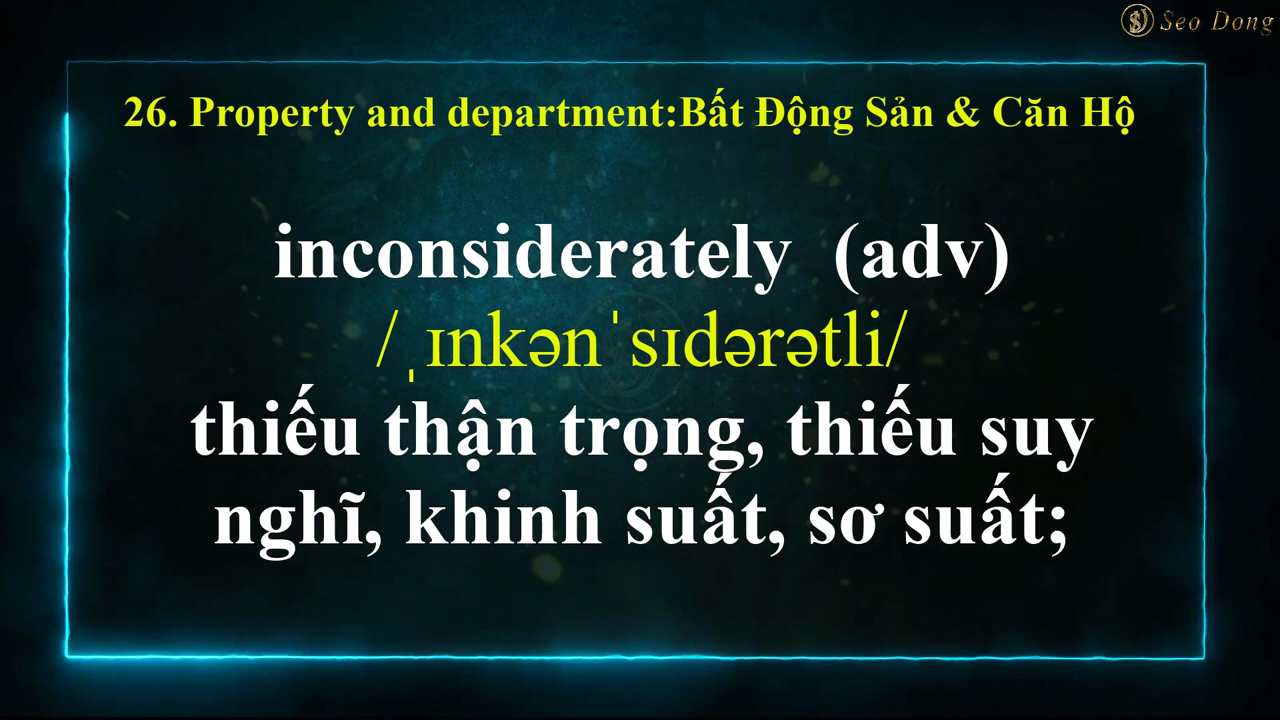 Seo Dong
26. Property and department:Bất Động Sản & Căn Hộ
inconsiderately (adv)
/ˌɪnkənˈsɪdərətli/
thiếu thận trọng, thiếu suy
nghĩ, khinh suất, sơ suất;